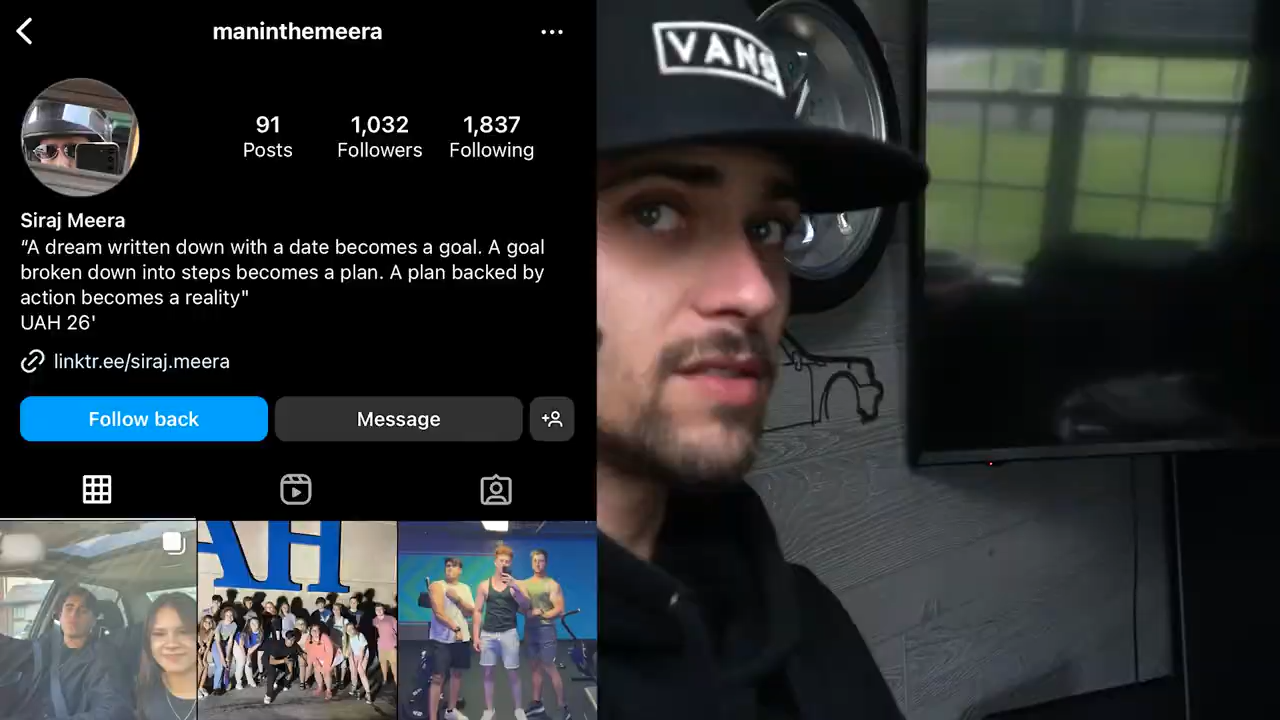 maninthemeera
91
1,032
1,837
Posts
Followers
Following
Siraj Meera
“A dream written down with a date becomes a goal. A goal
broken down into steps becomes a plan. A plan backed by
action becomes a reality"
UAH 26'
linktr.ee/siraj.meera
Follow back
Message
AH
VANS